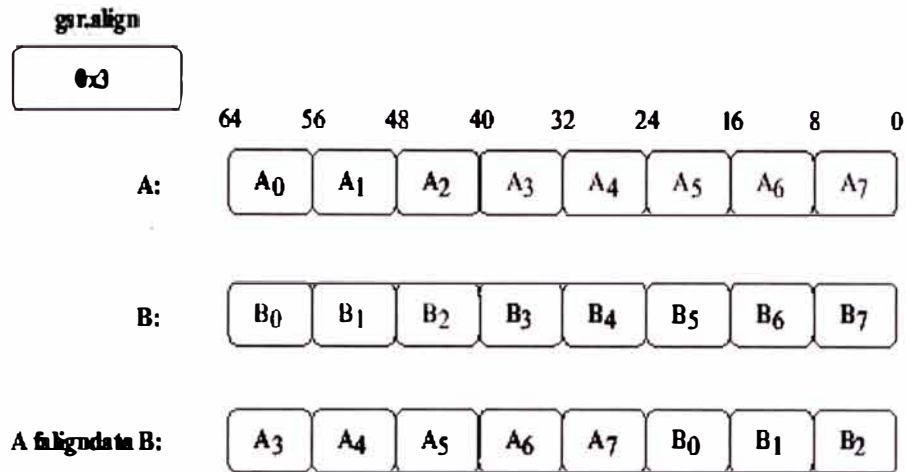 gsr.align
0x3
64 56 48 40 32 24 16 8 0
A: A0 A1 A2 A3 A4 A5 A6 A7
B: B0 B1 B2 B3 B4 B5 B6 B7
A faligndata B: A3 A4 A5 A6 A7 B0 B1 B2